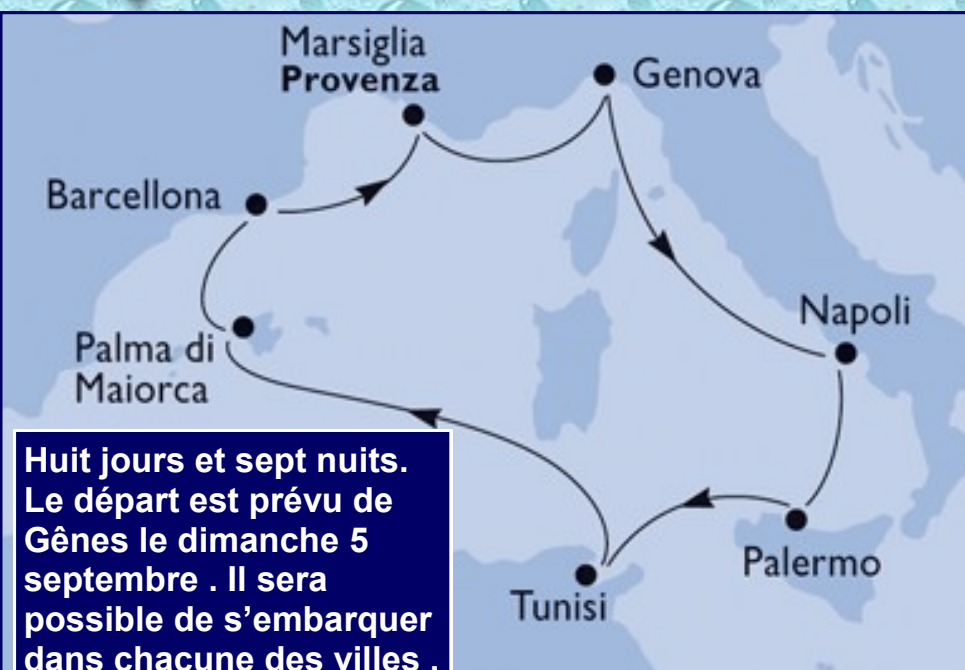 Marsiglia
Provenza
Genova
Barcellona
Napoli
Palma di
Maiorca
Palermo
Tunisi
Huit jours et sept nuits.
Le départ est prévu de
Gênes le dimanche 5
septembre . Il sera
possible de s’embarquer
dans chacune des villes .